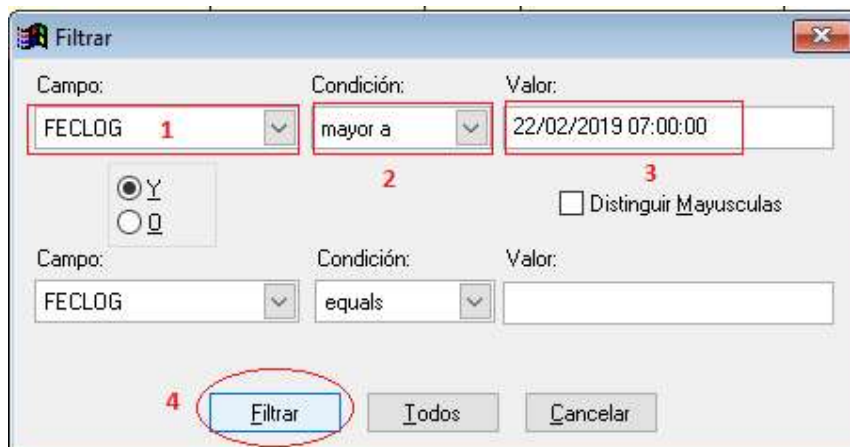 Filtrar
Campo: Condición: Valor:
FECLOG 1 mayor a 22/02/2019 07:00:00
2 3
Y
Distinguir Mayusculas
O
Campo: Condición: Valor:
FECLOG equals
4 Filtrar Todos Cancelar